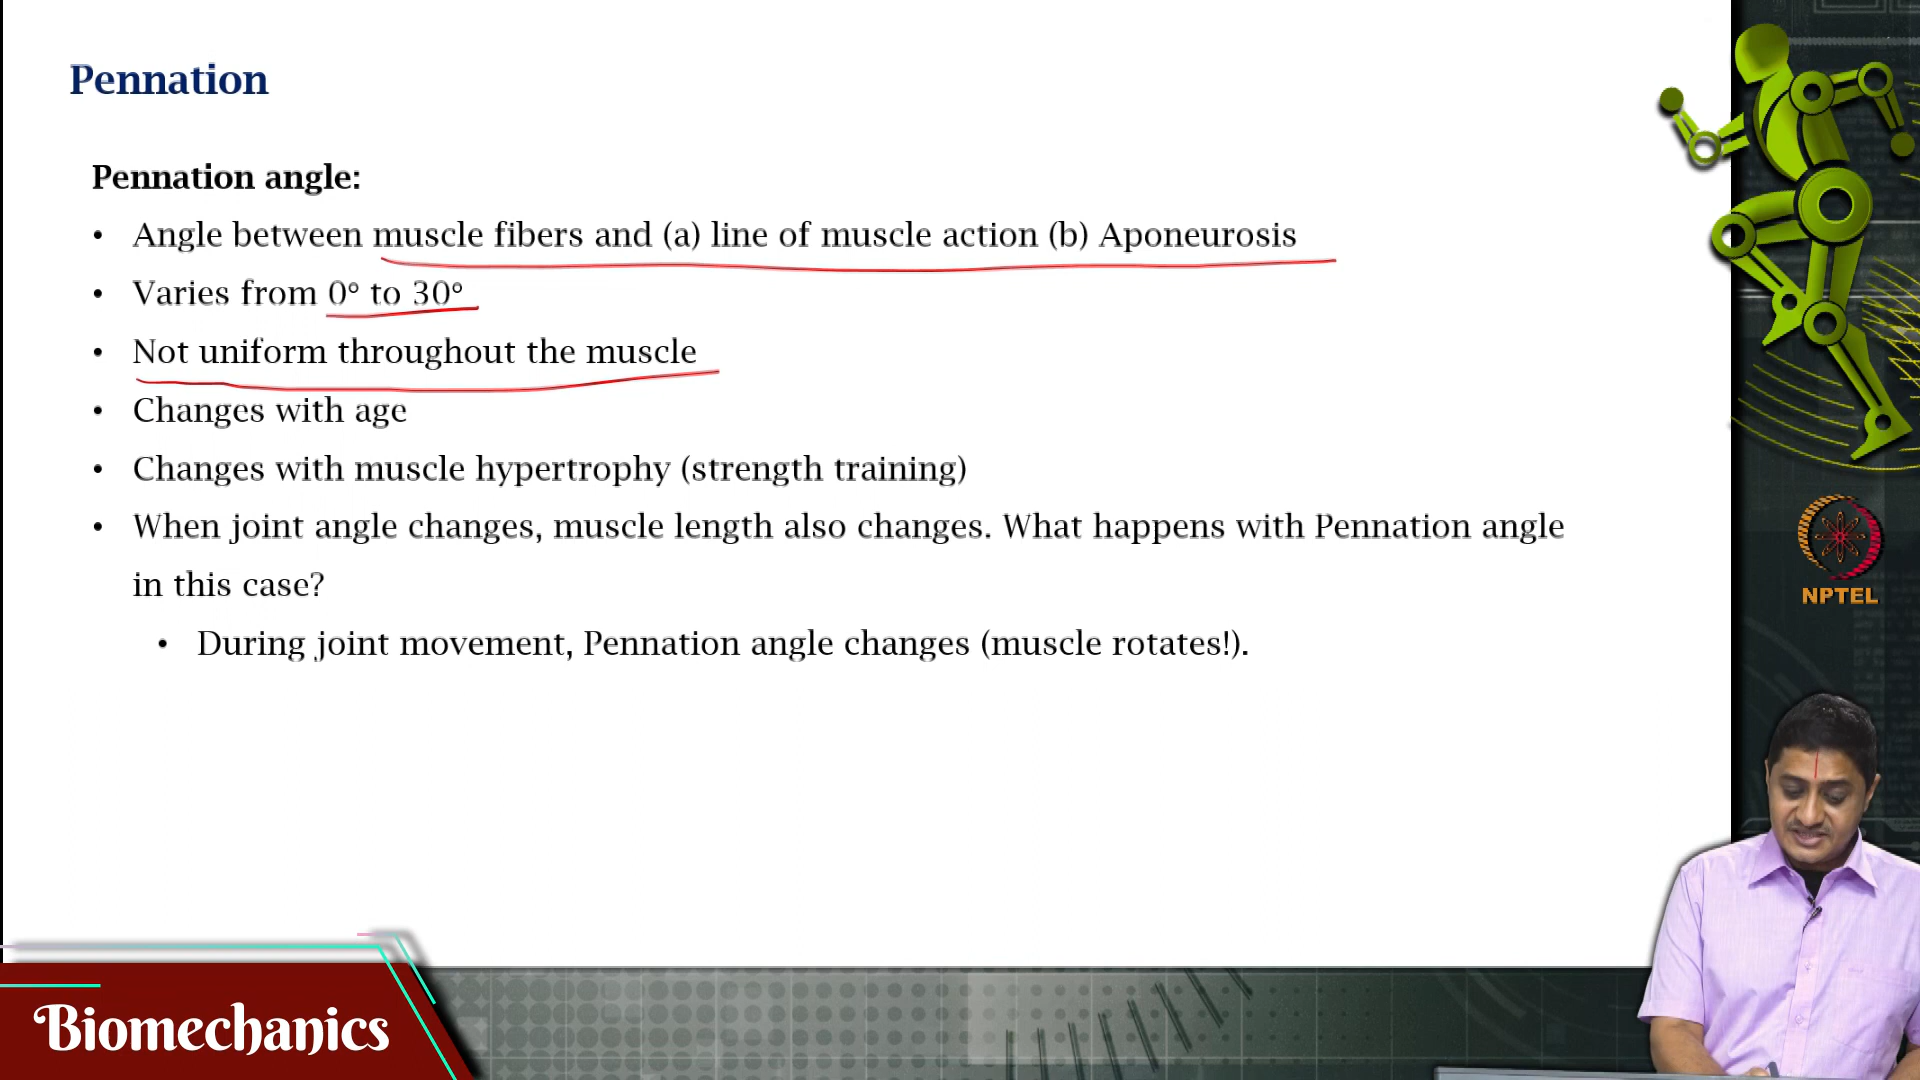 Pennation
Pennation angle:
• Angle between muscle fibers and (a) line of muscle action (b) Aponeurosis
• Varies from 0° to 30°
• Not uniform throughout the muscle
• Changes with age
• Changes with muscle hypertrophy (strength training)
• When joint angle changes, muscle length also changes. What happens with Pennation angle
in this case?
• During joint movement, Pennation angle changes (muscle rotates!).
NPTEL
Biomechanics